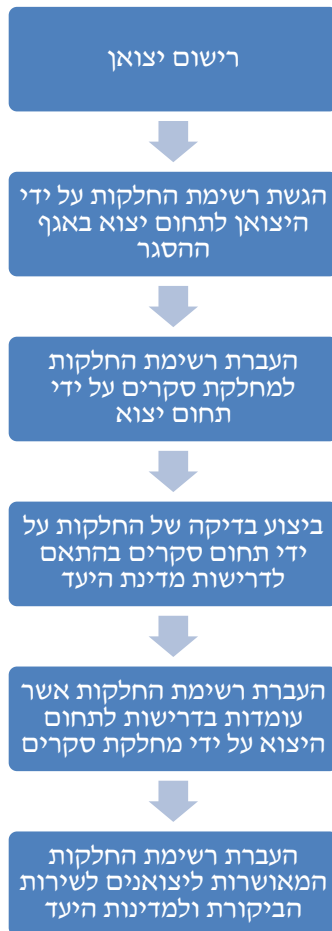 רישום יצואן
הגשת רשימת החלקות על ידי
היצואן לתחום יצוא באגף
ההסגר
העברת רשימת החלקות
למחלקת סקרים על ידי
תחום יצוא
ביצוע בדיקה של החלקות על
ידי תחום סקרים בהתאם
לדרישות מדינת היעד
העברת רשימת החלקות אשר
עומדות בדרישות לתחום
היצוא על ידי מחלקת סקרים
העברת רשימת החלקות
המאושרות ליצואנים לשירות
הביקורת ולמדינות היעד